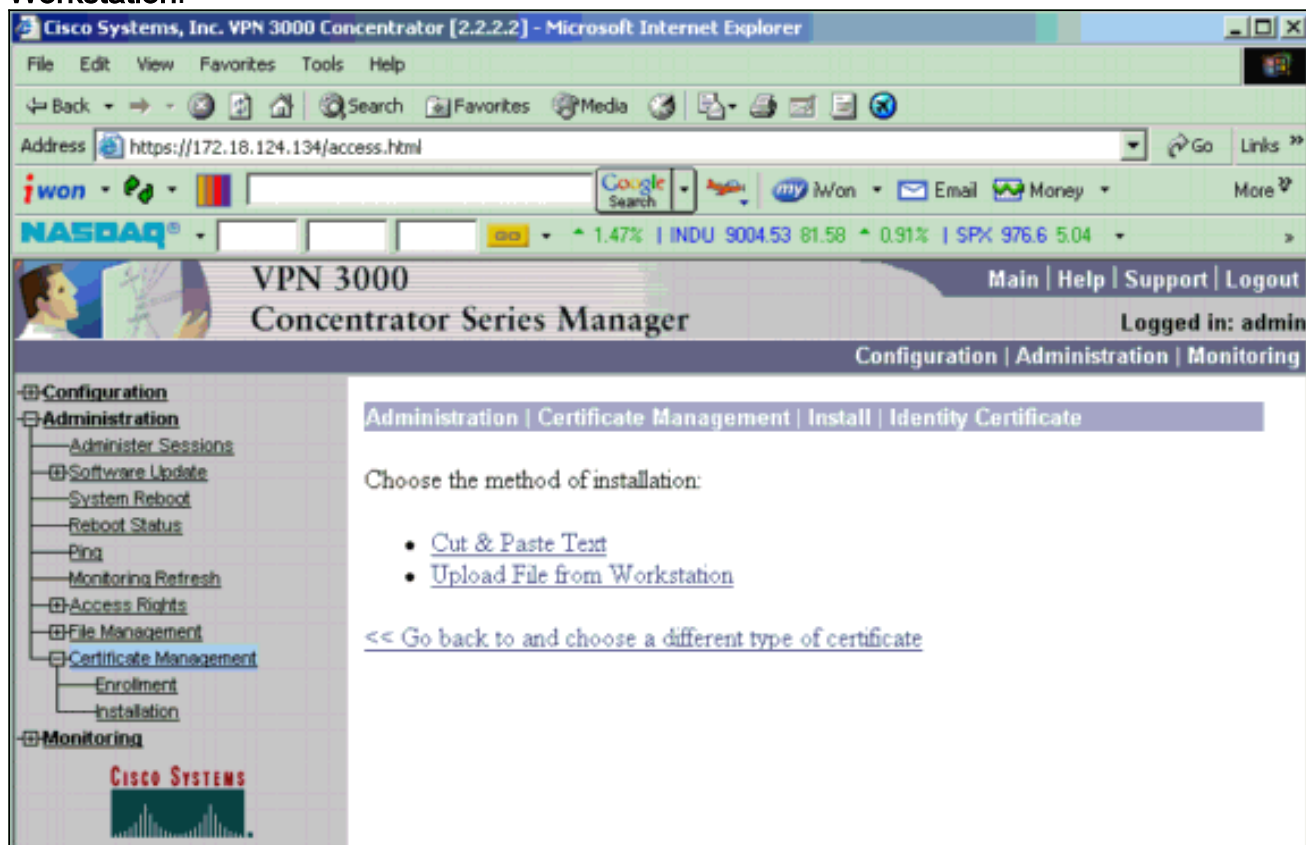 Workstation.
Cisco Systems, Inc. VPN 3000 Concentrator [2.2.2.2] - Microsoft Internet Explorer
File Edit View Favorites Tools Help
Back Search Favorites Media
Address https://172.18.124.134/access.html Go Links »
iwon Google Search my iWon Email Money More
NASDAQ® GO 1.47% | INDU 9004.53 81.58 0.91% | SPX 976.6 5.04 »
VPN 3000
Concentrator Series Manager
Main | Help | Support | Logout
Logged in: admin
Configuration | Administration | Monitoring
Configuration
Administration
Administer Sessions
Software Update
System Reboot
Reboot Status
Ping
Monitoring Refresh
Access Rights
File Management
Certificate Management
Enrollment
Installation
Monitoring
CISCO SYSTEMS
Administration | Certificate Management | Install | Identity Certificate
Choose the method of installation:
• Cut & Paste Text
• Upload File from Workstation
<< Go back to and choose a different type of certificate